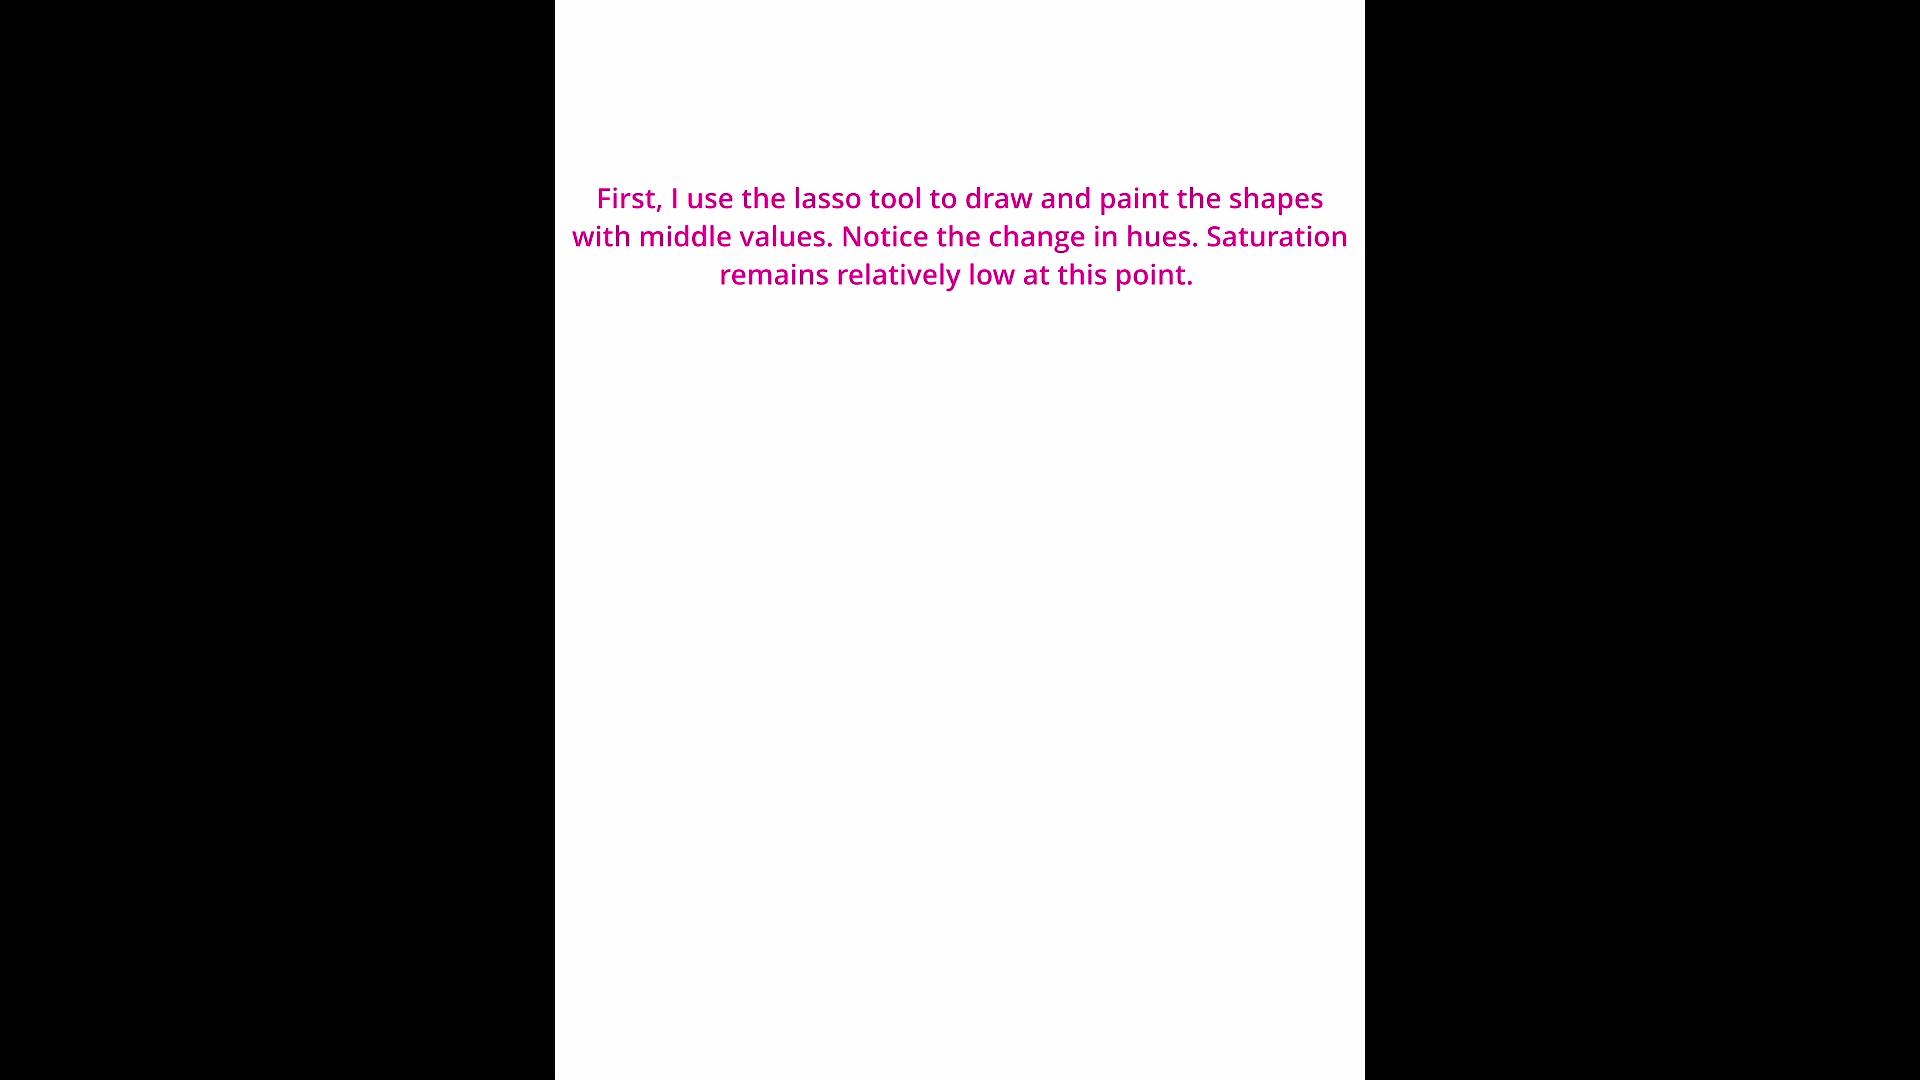 First, I use the lasso tool to draw and paint the shapes
with middle values. Notice the change in hues. Saturation
remains relatively low at this point.